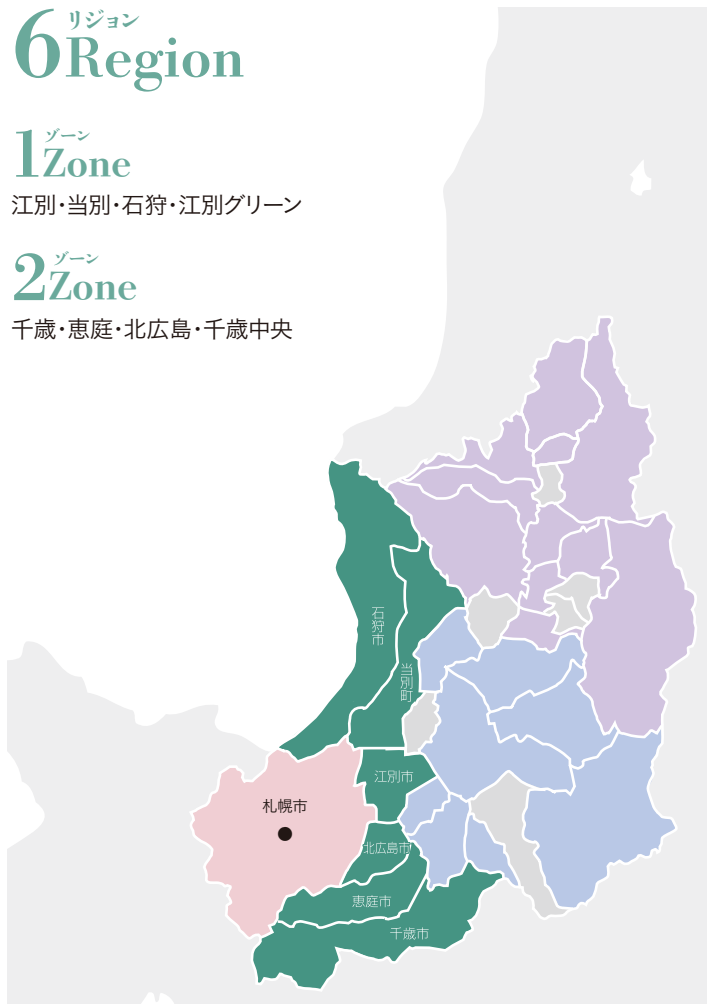 リジョン
6Region
ゾーン
1Zone
江別・当別・石狩・江別グリーン
ゾーン
2Zone
千歳・恵庭・北広島・千歳中央
石狩市
当別町
江別市
札幌市
北広島市
恵庭市
千歳市